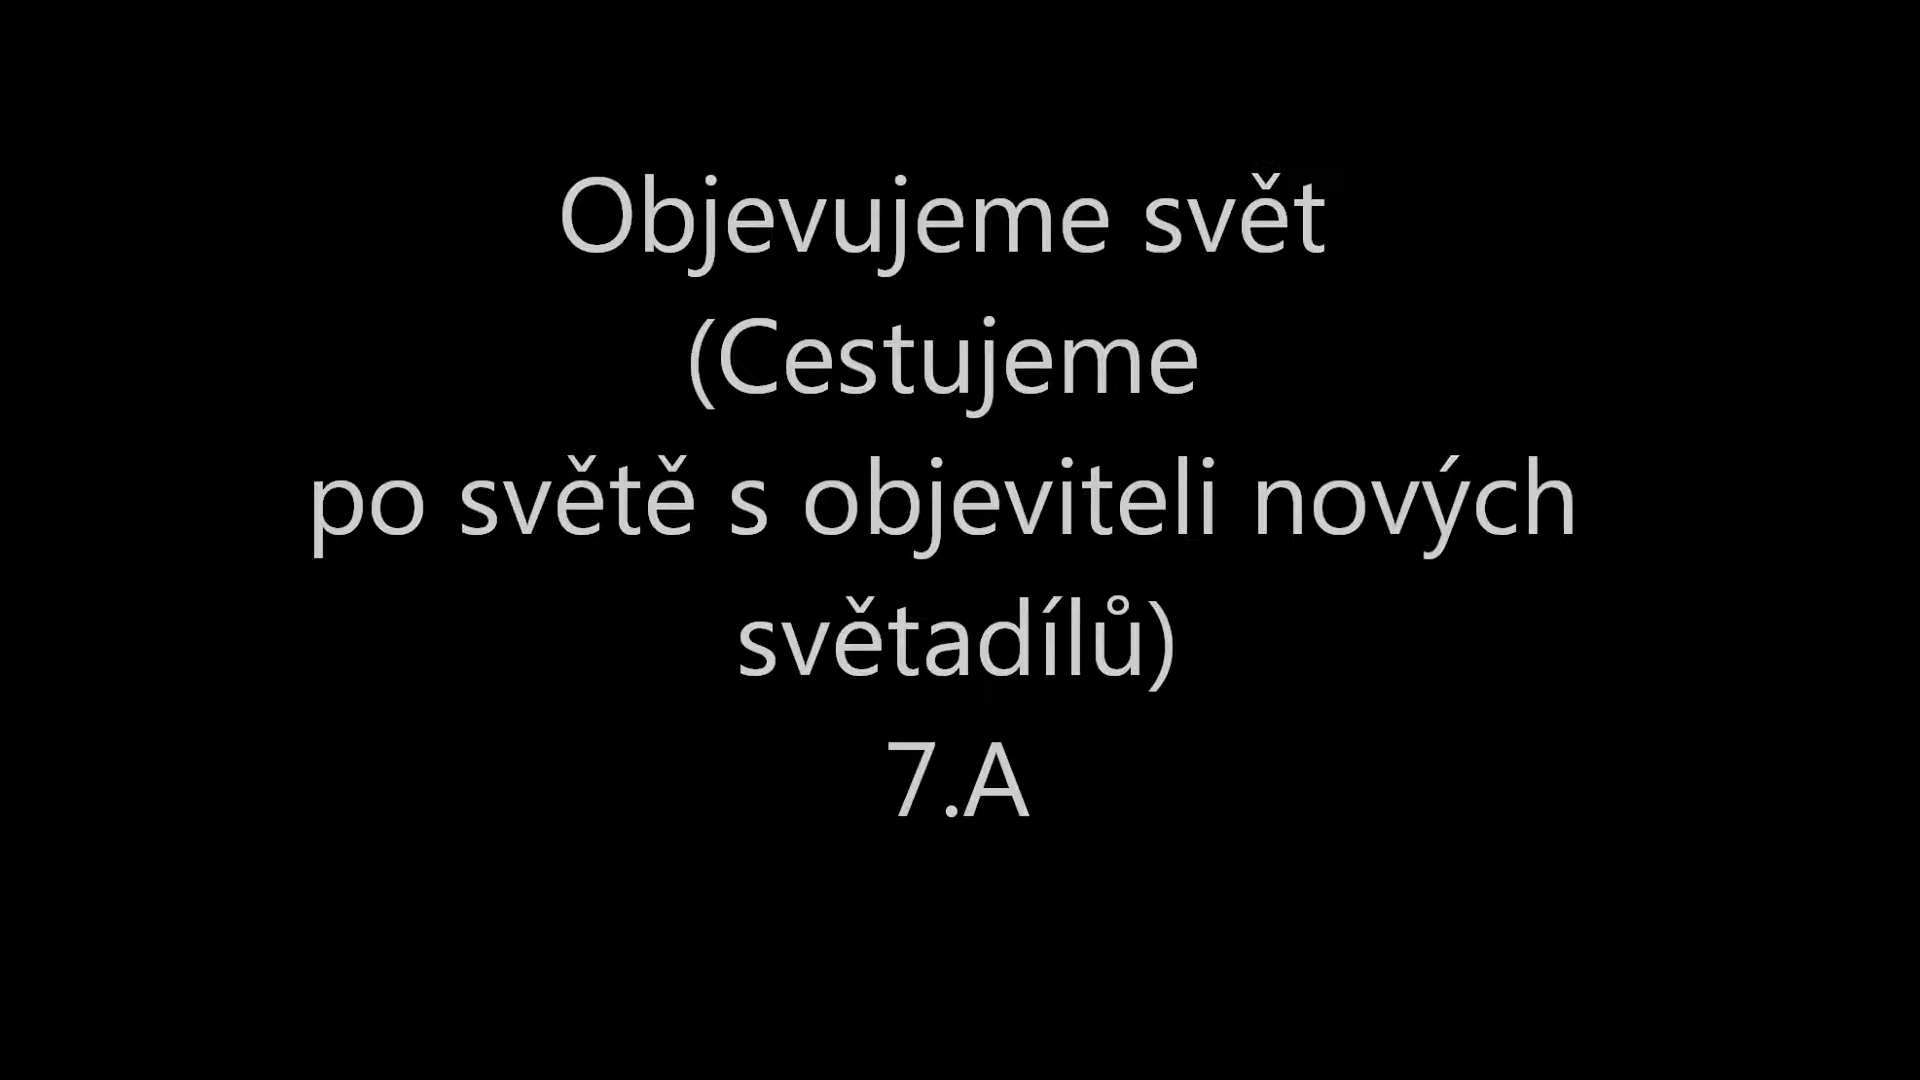 Objevujeme svět
(Cestujeme
po světě s objeviteli nových
světadílů)
7.A